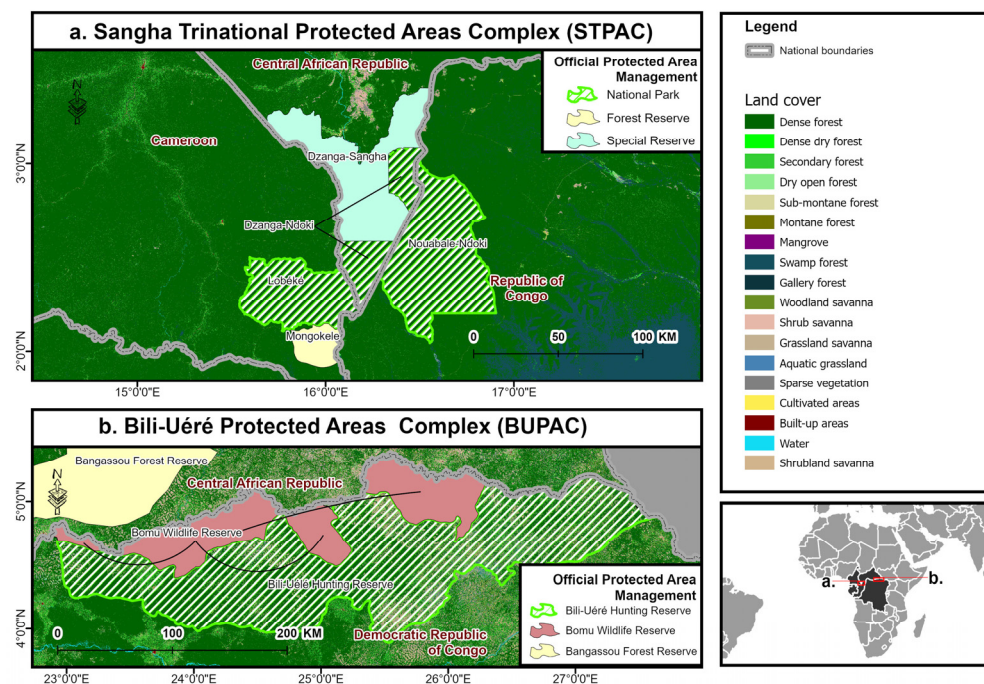 a. Sangha Trinational Protected Areas Complex (STPAC)
Central African Republic
Official Protected Area
Management
National Park
Forest Reserve
Special Reserve
N
Cameroon
Dzanga-Sangha
Dzanga-Ndoki
Nouabale-Ndoki
Lobéké
Republic of
Congo
Mongokele
0 50 100 KM
3°0'0"N
2°0'0"N
15°0'0"E 16°0'0"E 17°0'0"E
b. Bili-Uéré Protected Areas Complex (BUPAC)
Bangassou Forest Reserve
N
Central African Republic
Bomu Wildlife Reserve
Bili-Uélé Hunting Reserve
Official Protected Area
Management
Bili-Uéré Hunting Reserve
Bomu Wildlife Reserve
Bangassou Forest Reserve
Democratic Republic
of Congo
0 100 200 KM
5°0'0"N
4°0'0"N
23°0'0"E 24°0'0"E 25°0'0"E 26°0'0"E 27°0'0"E
Legend
National boundaries
Land cover
Dense forest
Dense dry forest
Secondary forest
Dry open forest
Sub-montane forest
Montane forest
Mangrove
Swamp forest
Gallery forest
Woodland savanna
Shrub savanna
Grassland savanna
Aquatic grassland
Sparse vegetation
Cultivated areas
Built-up areas
Water
Shrubland savanna
a. b.